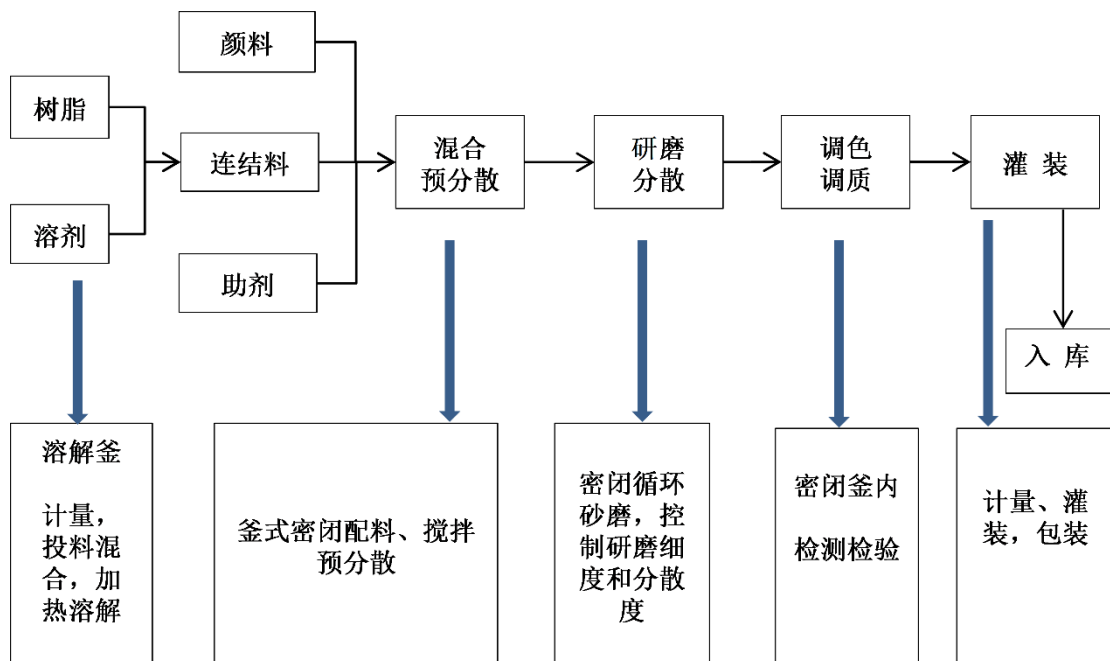 颜料
树脂
连结料
溶剂
助剂
混合
预分散
研磨
分散
调色
调质
灌 装
入 库
溶解釜
计量，
投料混
合，加
热溶解
釜式密闭配料、搅拌
预分散
密闭循环
砂磨，控
制研磨细
度和分散
度
密闭釜内
检测检验
计量、灌
装，包装